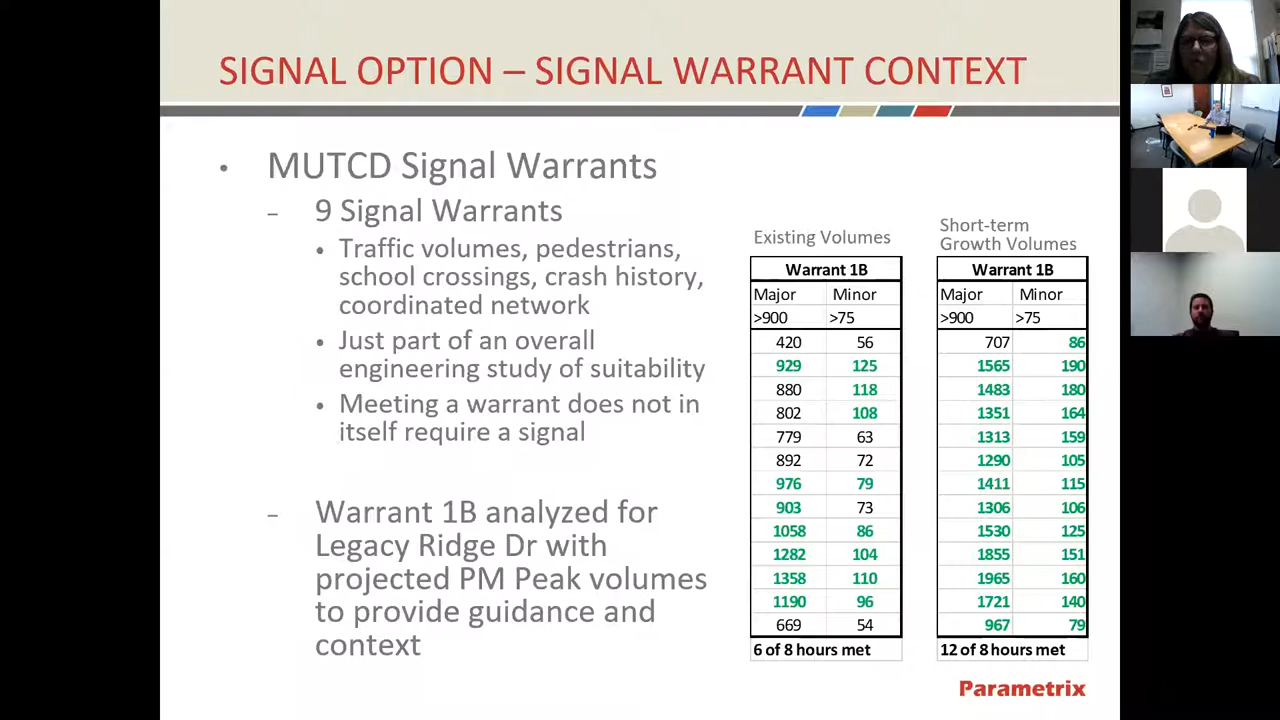 SIGNAL OPTION – SIGNAL WARRANT CONTEXT
• MUTCD Signal Warrants
– 9 Signal Warrants
• Traffic volumes, pedestrians,
school crossings, crash history,
coordinated network
• Just part of an overall
engineering study of suitability
• Meeting a warrant does not in
itself require a signal
– Warrant 1B analyzed for
Legacy Ridge Dr with
projected PM Peak volumes
to provide guidance and
context
Existing Volumes
Warrant 1B
Major Minor
>900 >75
420 56
929 125
880 118
802 108
779 63
892 72
976 79
903 73
1058 86
1282 104
1358 110
1190 96
669 54
6 of 8 hours met
Short-term
Growth Volumes
Warrant 1B
Major Minor
>900 >75
707 86
1565 190
1483 180
1351 164
1313 159
1290 105
1411 115
1306 106
1530 125
1855 151
1965 160
1721 140
967 79
12 of 8 hours met
Parametrix